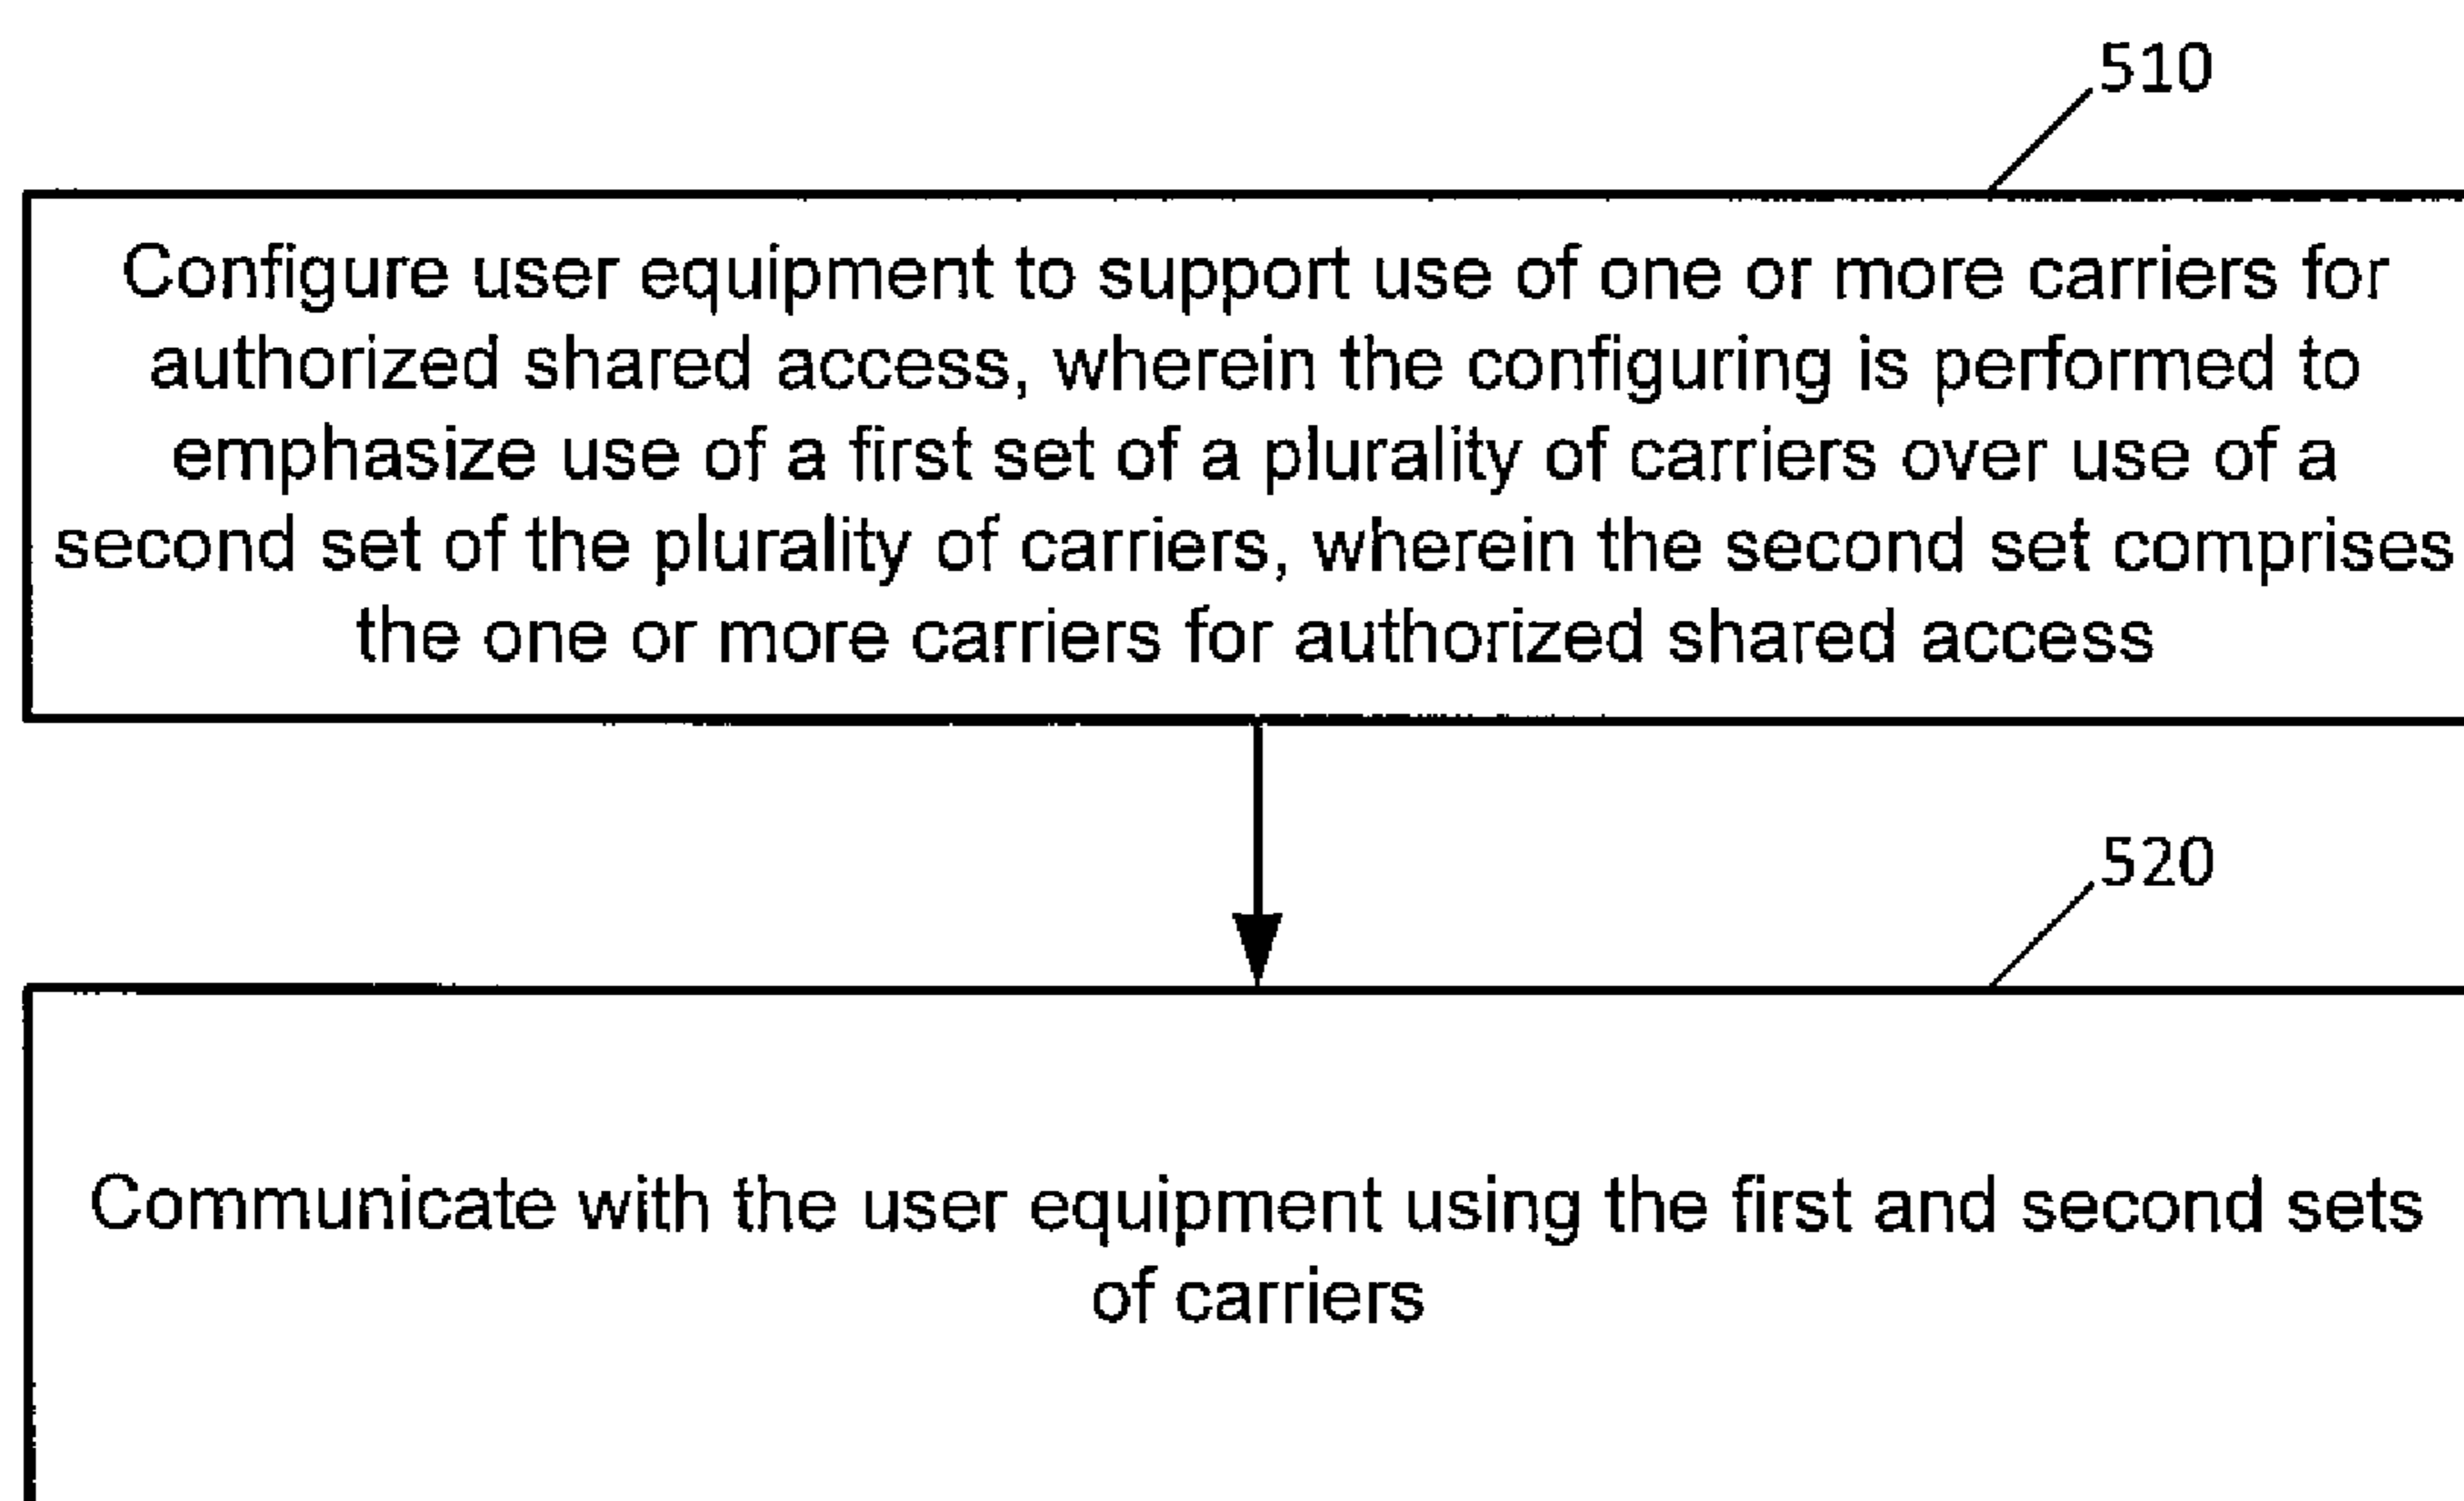 510
Configure user equipment to support use of one or more carriers for
authorized shared access, wherein the configuring is performed to
emphasize use of a first set of a plurality of carriers over use of a
second set of the plurality of carriers, wherein the second set comprises
the one or more carriers for authorized shared access
520
Communicate with the user equipment using the first and second sets
of carriers